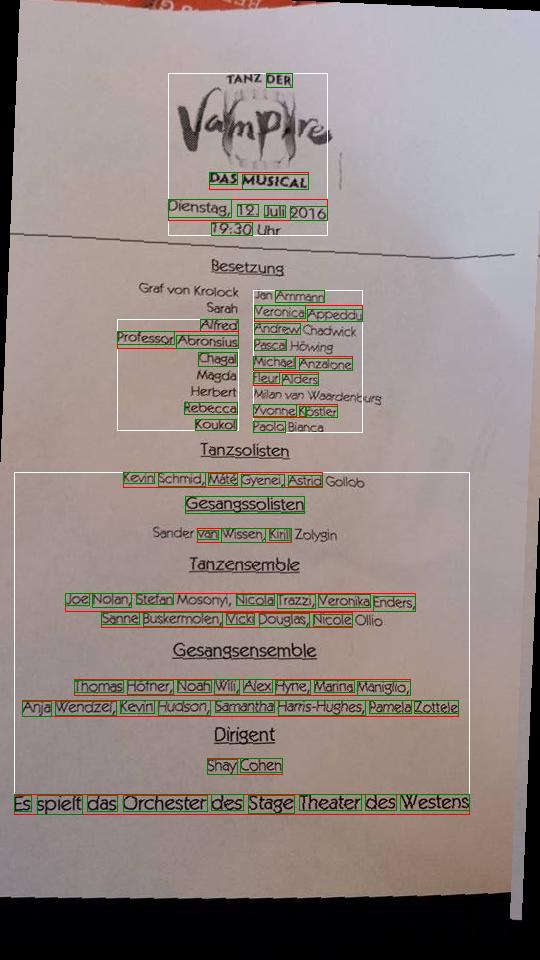 TANZ DER
Vampire
DAS MUSICAL
Dienstag, 12. Juli 2016
19:30 Uhr
Besetzung
Graf von Krolock Jan Ammann
Sarah Veronica Appeddu
Alfred Andrew Chadwick
Professor Abronsius Pascal Höwing
Chagal Michael Anzalone
Magda Fleur Alders
Herbert Milan van Waardenburg
Rebecca Yvonne Köstler
Koukol Paolo Bianca
Tanzsolisten
Kevin Schmid, Máté Gyenei, Astrid Gollob
Gesangssolisten
Sander van Wissen, Kirill Zolygin
Tanzensemble
Joe Nolan, Stefan Mosonyi, Nicola Trazzi, Veronika Enders,
Sanne Buskermolen, Vicki Douglas, Nicole Ollio
Gesangsensemble
Thomas Höfner, Noah Wili, Alex Hyne, Marina Maniglio,
Anja Wendzel, Kevin Hudson, Samantha Harris-Hughes, Pamela Zottele
Dirigent
Shay Cohen
Es spielt das Orchester des Stage Theater des Westens